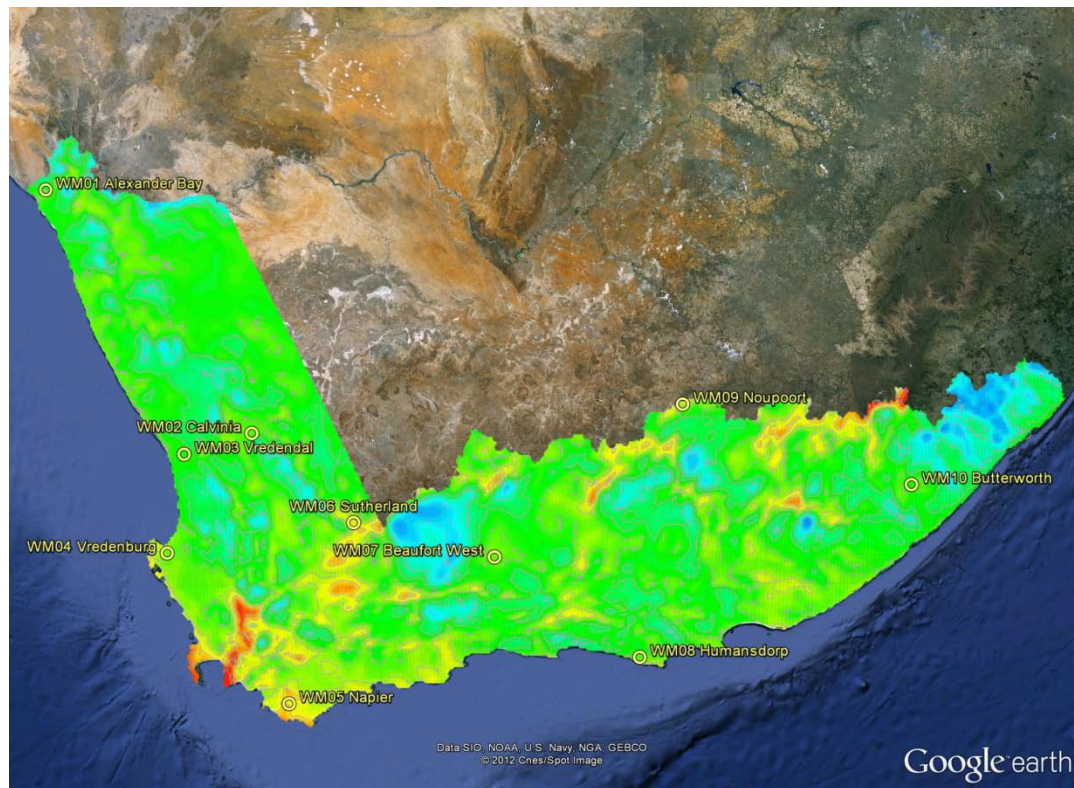 WM01 Alexander Bay
WM09 Noupoort
WM02 Calvinia
WM03 Vredendal
WM10 Butterworth
WM06 Sutherland
WM04 Vredenburg
WM07 Beaufort West
WM08 Humansdorp
WM05 Napier
Data SIO, NOAA, U.S. Navy, NGA, GEBCO
© 2012 Cnes/Spot Image
Google earth